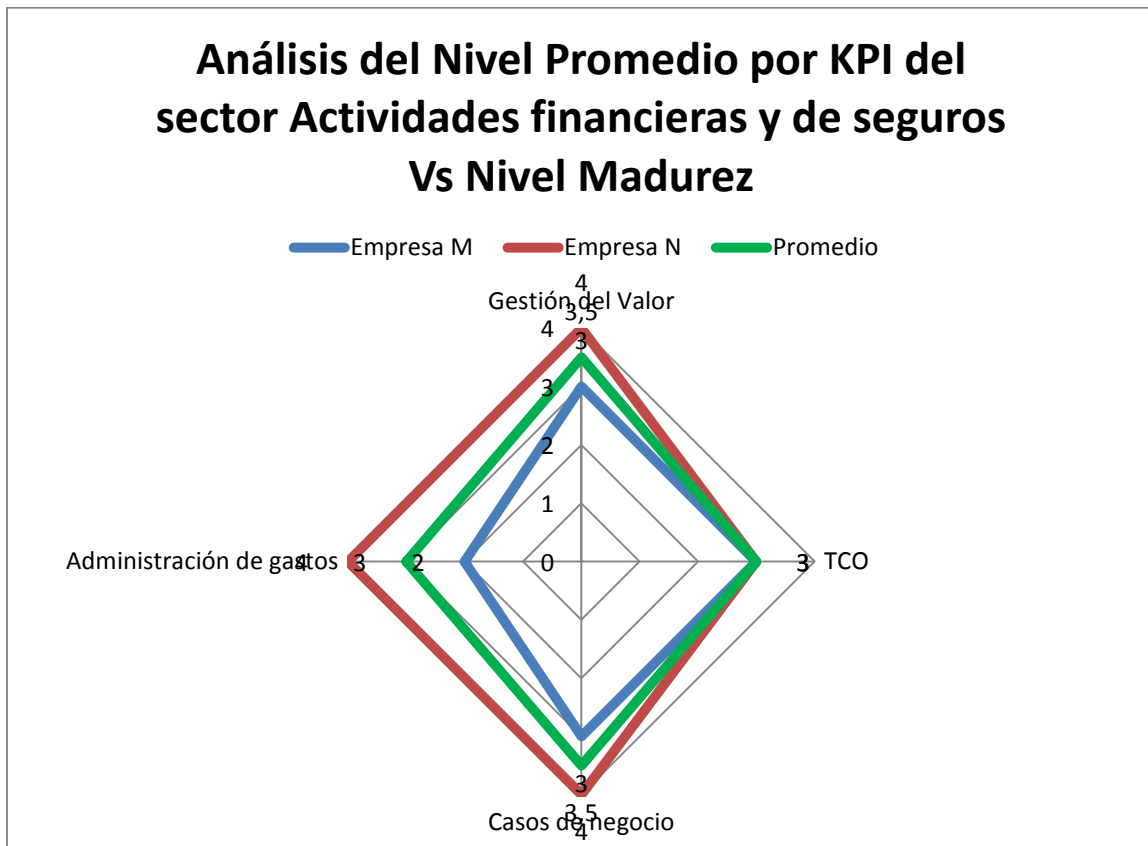 Análisis del Nivel Promedio por KPI del
sector Actividades financieras y de seguros
Vs Nivel Madurez
Empresa M Empresa N Promedio
4
Gestión del Valor
3,5
4
3
3
2
1
Administración de gastos
4 3 2 0 3 TCO
3
3,5
Casos de negocio
4